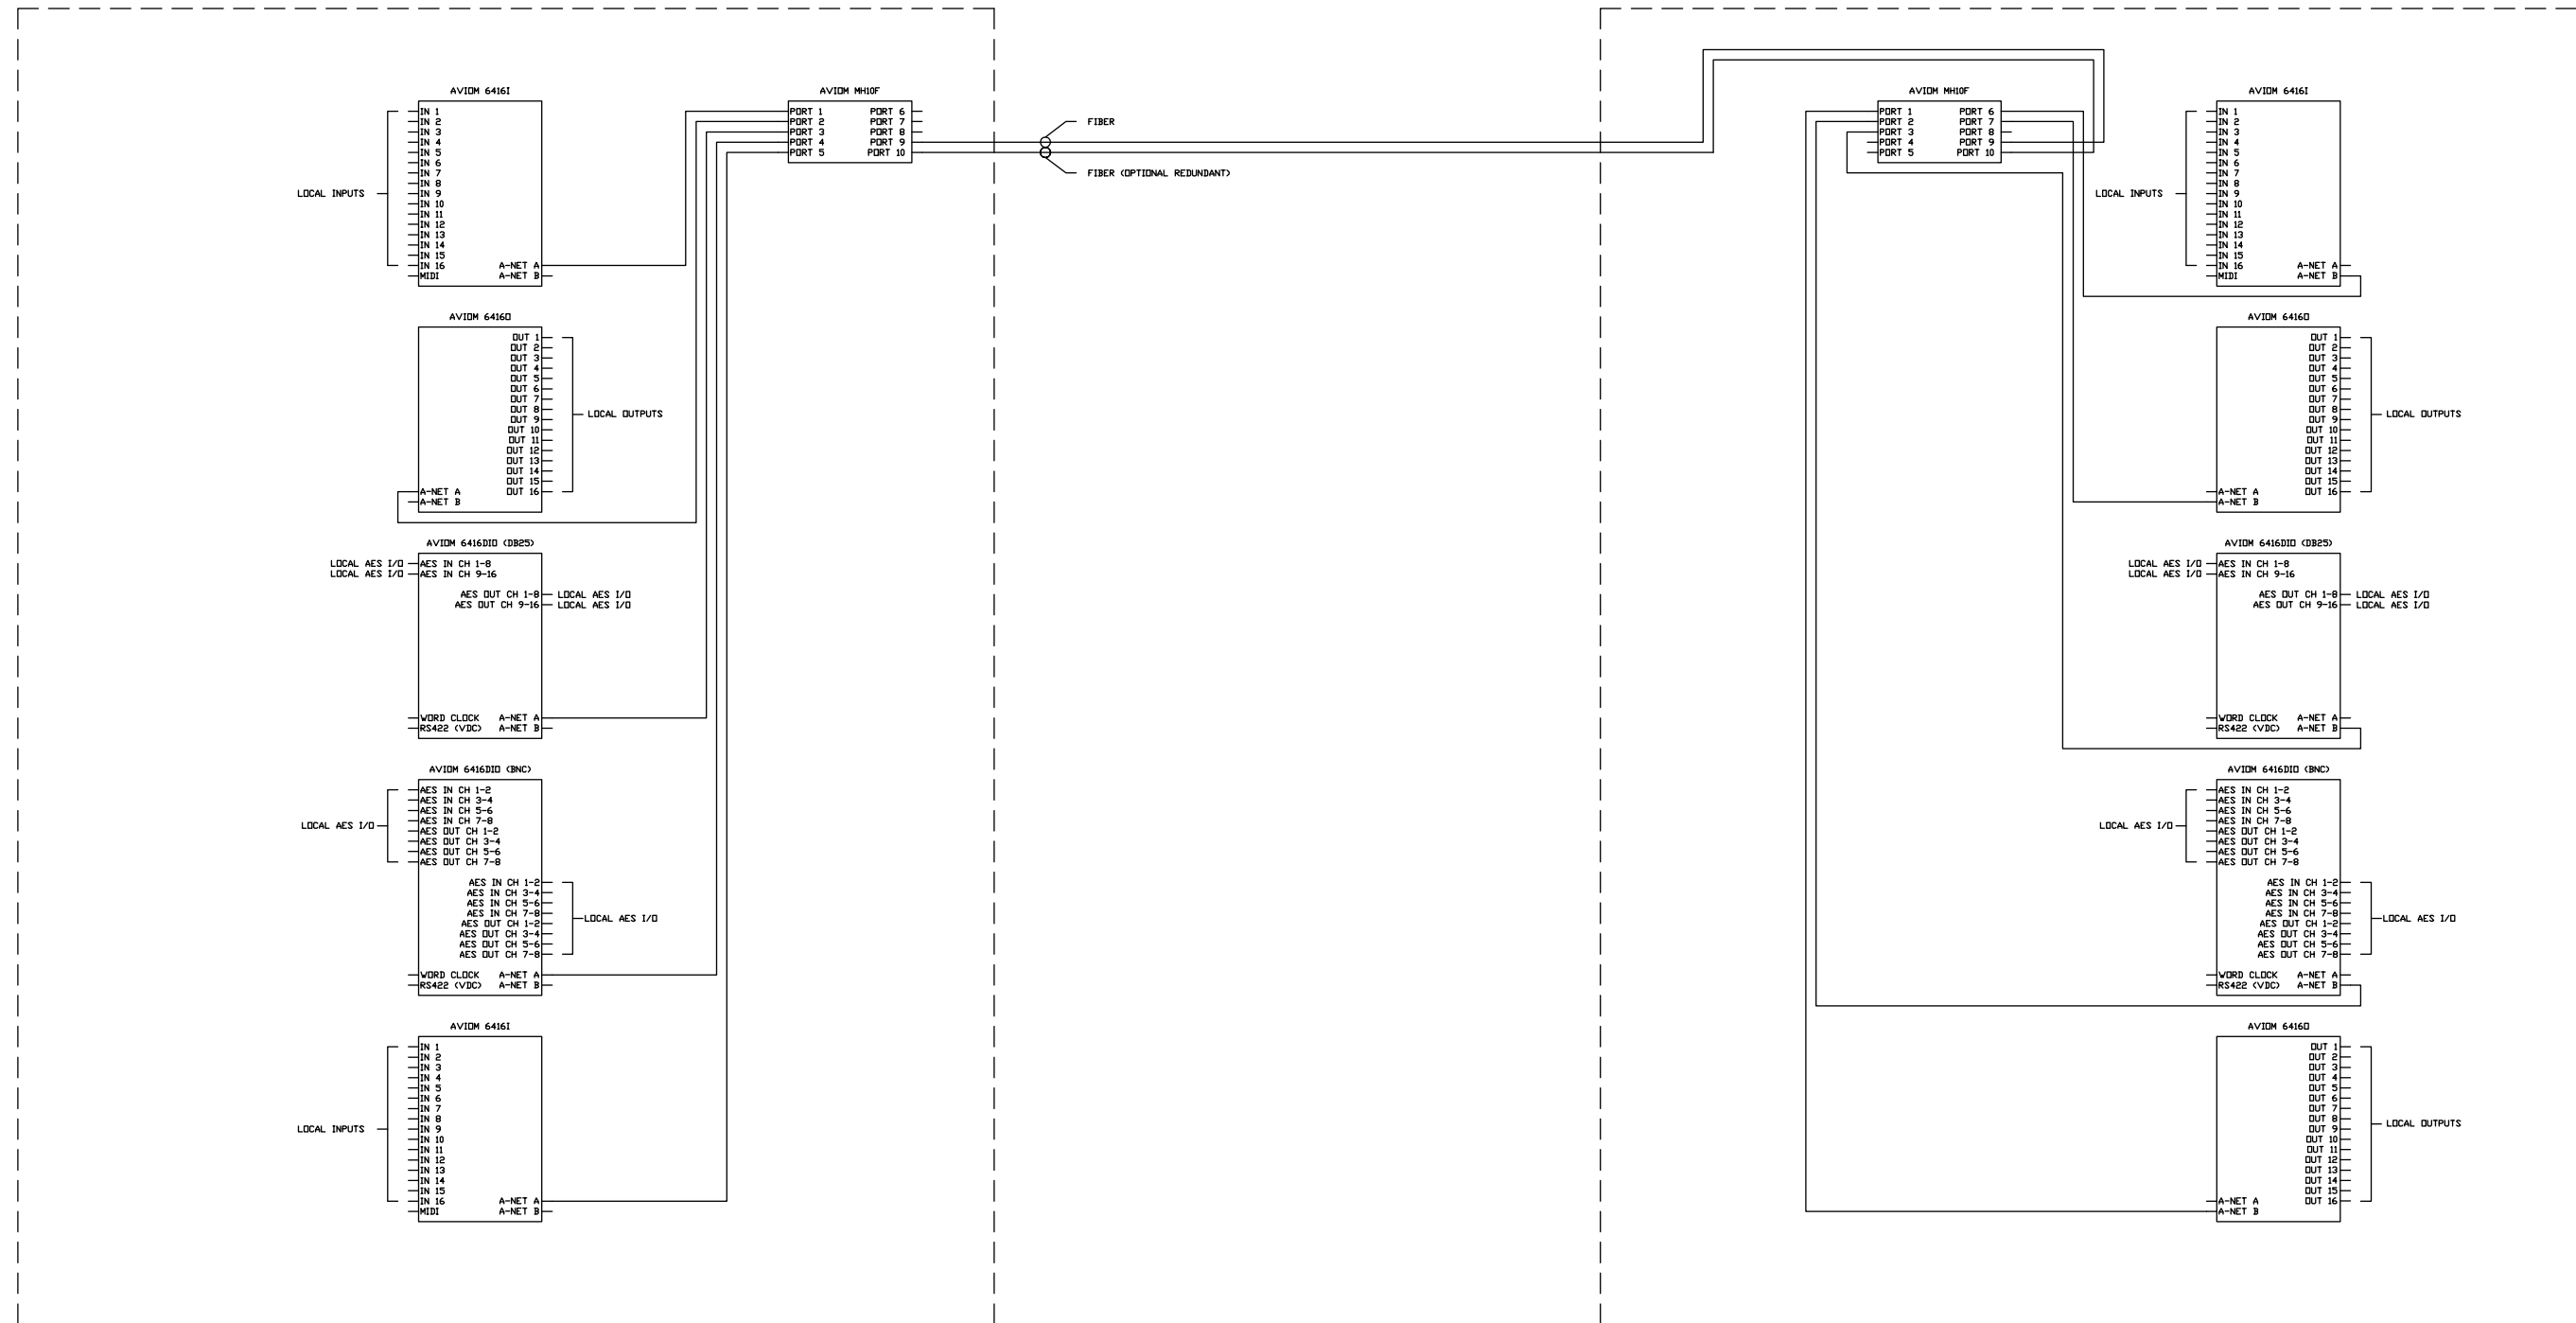 AVIOM 6416I
IN 1
IN 2
IN 3
IN 4
IN 5
IN 6
IN 7
IN 8
IN 9
IN 10
IN 11
IN 12
IN 13
IN 14
IN 15
IN 16 A-NET A
MIDI A-NET B
LOCAL INPUTS
AVIOM 6416O
OUT 1
OUT 2
OUT 3
OUT 4
OUT 5
OUT 6
OUT 7
OUT 8
OUT 9
OUT 10
OUT 11
OUT 12
OUT 13
OUT 14
OUT 15
A-NET A OUT 16
A-NET B
LOCAL OUTPUTS
AVIOM 6416DIO (DB25)
LOCAL AES I/O AES IN CH 1-8
LOCAL AES I/O AES IN CH 9-16
AES OUT CH 1-8 LOCAL AES I/O
AES OUT CH 9-16 LOCAL AES I/O
WORD CLOCK A-NET A
RS422 (VDC) A-NET B
AVIOM 6416DIO (BNC)
AES IN CH 1-2
AES IN CH 3-4
AES IN CH 5-6
AES IN CH 7-8
AES OUT CH 1-2
AES OUT CH 3-4
AES OUT CH 5-6
AES OUT CH 7-8
LOCAL AES I/O
AES IN CH 1-2
AES IN CH 3-4
AES IN CH 5-6
AES IN CH 7-8
AES OUT CH 1-2
AES OUT CH 3-4
AES OUT CH 5-6
AES OUT CH 7-8
LOCAL AES I/O
WORD CLOCK A-NET A
RS422 (VDC) A-NET B
AVIOM 6416I
IN 1
IN 2
IN 3
IN 4
IN 5
IN 6
IN 7
IN 8
IN 9
IN 10
IN 11
IN 12
IN 13
IN 14
IN 15
IN 16 A-NET A
MIDI A-NET B
LOCAL INPUTS
AVIOM MH10F
PORT 1 PORT 6
PORT 2 PORT 7
PORT 3 PORT 8
PORT 4 PORT 9
PORT 5 PORT 10
FIBER
FIBER (OPTIONAL REDUNDANT)
AVIOM MH10F
PORT 1 PORT 6
PORT 2 PORT 7
PORT 3 PORT 8
PORT 4 PORT 9
PORT 5 PORT 10
AVIOM 6416I
IN 1
IN 2
IN 3
IN 4
IN 5
IN 6
IN 7
IN 8
IN 9
IN 10
IN 11
IN 12
IN 13
IN 14
IN 15
IN 16 A-NET A
MIDI A-NET B
LOCAL INPUTS
AVIOM 6416O
OUT 1
OUT 2
OUT 3
OUT 4
OUT 5
OUT 6
OUT 7
OUT 8
OUT 9
OUT 10
OUT 11
OUT 12
OUT 13
OUT 14
OUT 15
A-NET A OUT 16
A-NET B
LOCAL OUTPUTS
AVIOM 6416DIO (DB25)
LOCAL AES I/O AES IN CH 1-8
LOCAL AES I/O AES IN CH 9-16
AES OUT CH 1-8 LOCAL AES I/O
AES OUT CH 9-16 LOCAL AES I/O
WORD CLOCK A-NET A
RS422 (VDC) A-NET B
AVIOM 6416DIO (BNC)
AES IN CH 1-2
AES IN CH 3-4
AES IN CH 5-6
AES IN CH 7-8
AES OUT CH 1-2
AES OUT CH 3-4
AES OUT CH 5-6
AES OUT CH 7-8
LOCAL AES I/O
AES IN CH 1-2
AES IN CH 3-4
AES IN CH 5-6
AES IN CH 7-8
AES OUT CH 1-2
AES OUT CH 3-4
AES OUT CH 5-6
AES OUT CH 7-8
LOCAL AES I/O
WORD CLOCK A-NET A
RS422 (VDC) A-NET B
AVIOM 6416O
OUT 1
OUT 2
OUT 3
OUT 4
OUT 5
OUT 6
OUT 7
OUT 8
OUT 9
OUT 10
OUT 11
OUT 12
OUT 13
OUT 14
OUT 15
A-NET A OUT 16
A-NET B
LOCAL OUTPUTS